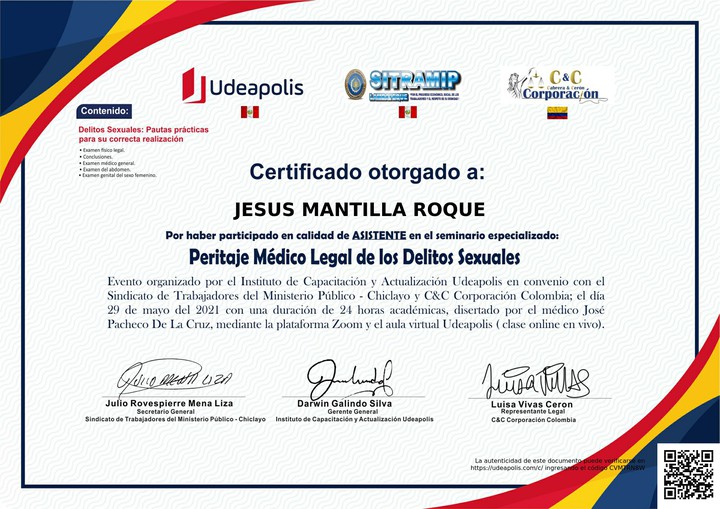 Udeapolis
SITRAMIP
C&C
Cabrera & Cerón
Corporación
Contenido:
Delitos Sexuales: Pautas prácticas
para su correcta realización
• Examen físico legal.
• Conclusiones.
• Examen médico general.
• Examen del abdomen.
• Examen genital del sexo femenino.
Certificado otorgado a:
JESUS MANTILLA ROQUE
Por haber participado en calidad de ASISTENTE en el seminario especializado:
Peritaje Médico Legal de los Delitos Sexuales
Evento organizado por el Instituto de Capacitación y Actualización Udeapolis en convenio con el
Sindicato de Trabajadores del Ministerio Público - Chiclayo y C&C Corporación Colombia; el día
29 de mayo del 2021 con una duración de 24 horas académicas, disertado por el médico José
Pacheco De La Cruz, mediante la plataforma Zoom y el aula virtual Udeapolis ( clase online en vivo).
Julio Rovespierre Mena Liza
Secretario General
Sindicato de Trabajadores del Ministerio Público - Chiclayo
Darwin Galindo Silva
Gerente General
Instituto de Capacitación y Actualización Udeapolis
Luisa Vivas Ceron
Representante Legal
C&C Corporación Colombia
La autenticidad de este documento puede verificarse en
https://udeapolis.com/c/ ingresando el código